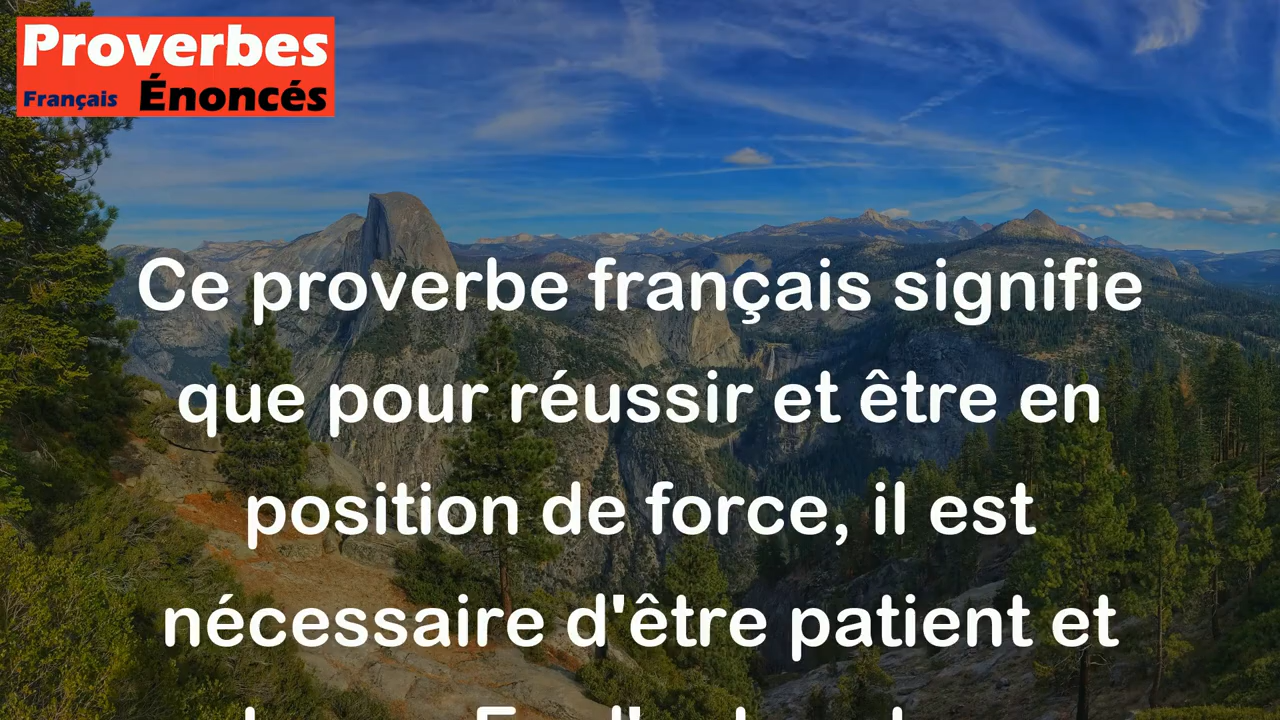 Proverbes
Français Énoncés
Ce proverbe français signifie
que pour réussir et être en
position de force, il est
nécessaire d'être patient et